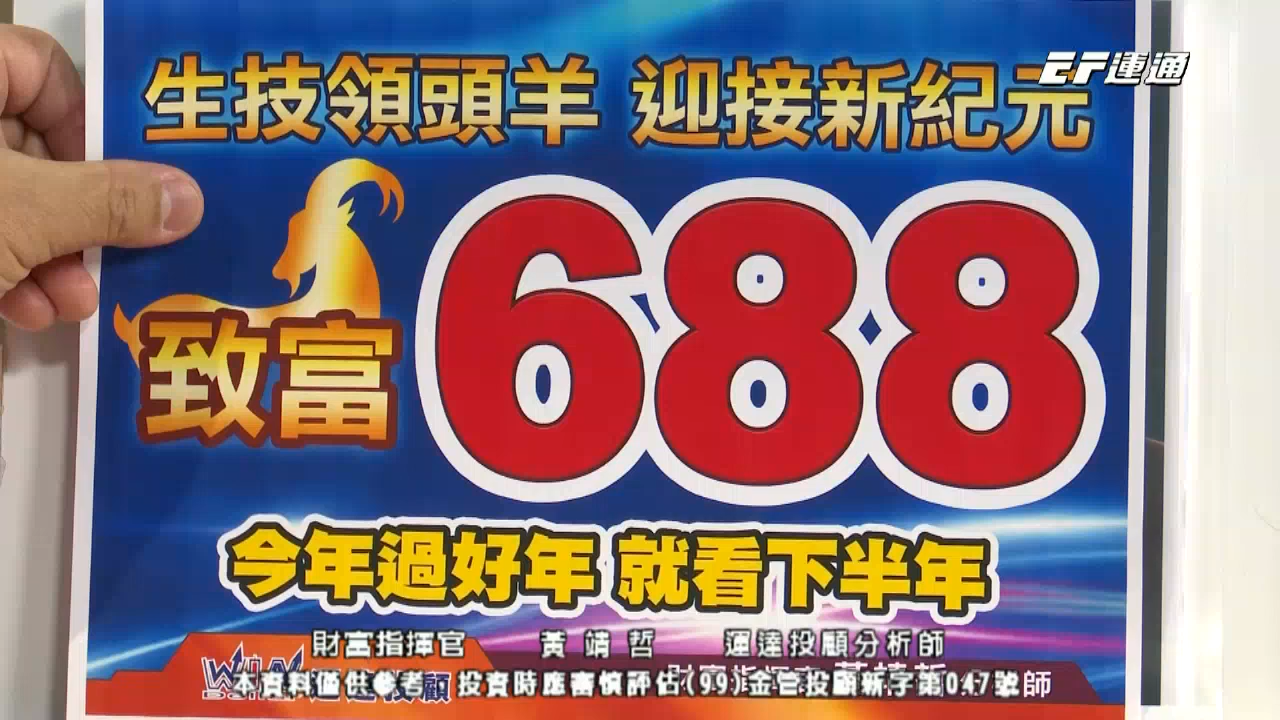 EF運通
生技領頭羊 迎接新紀元
致富 688
今年過好年 就看下半年
財富指揮官 黃靖哲 運達投顧分析師
本資料僅供參考 投資時應審慎評估(99)金管投顧新字第047號
師